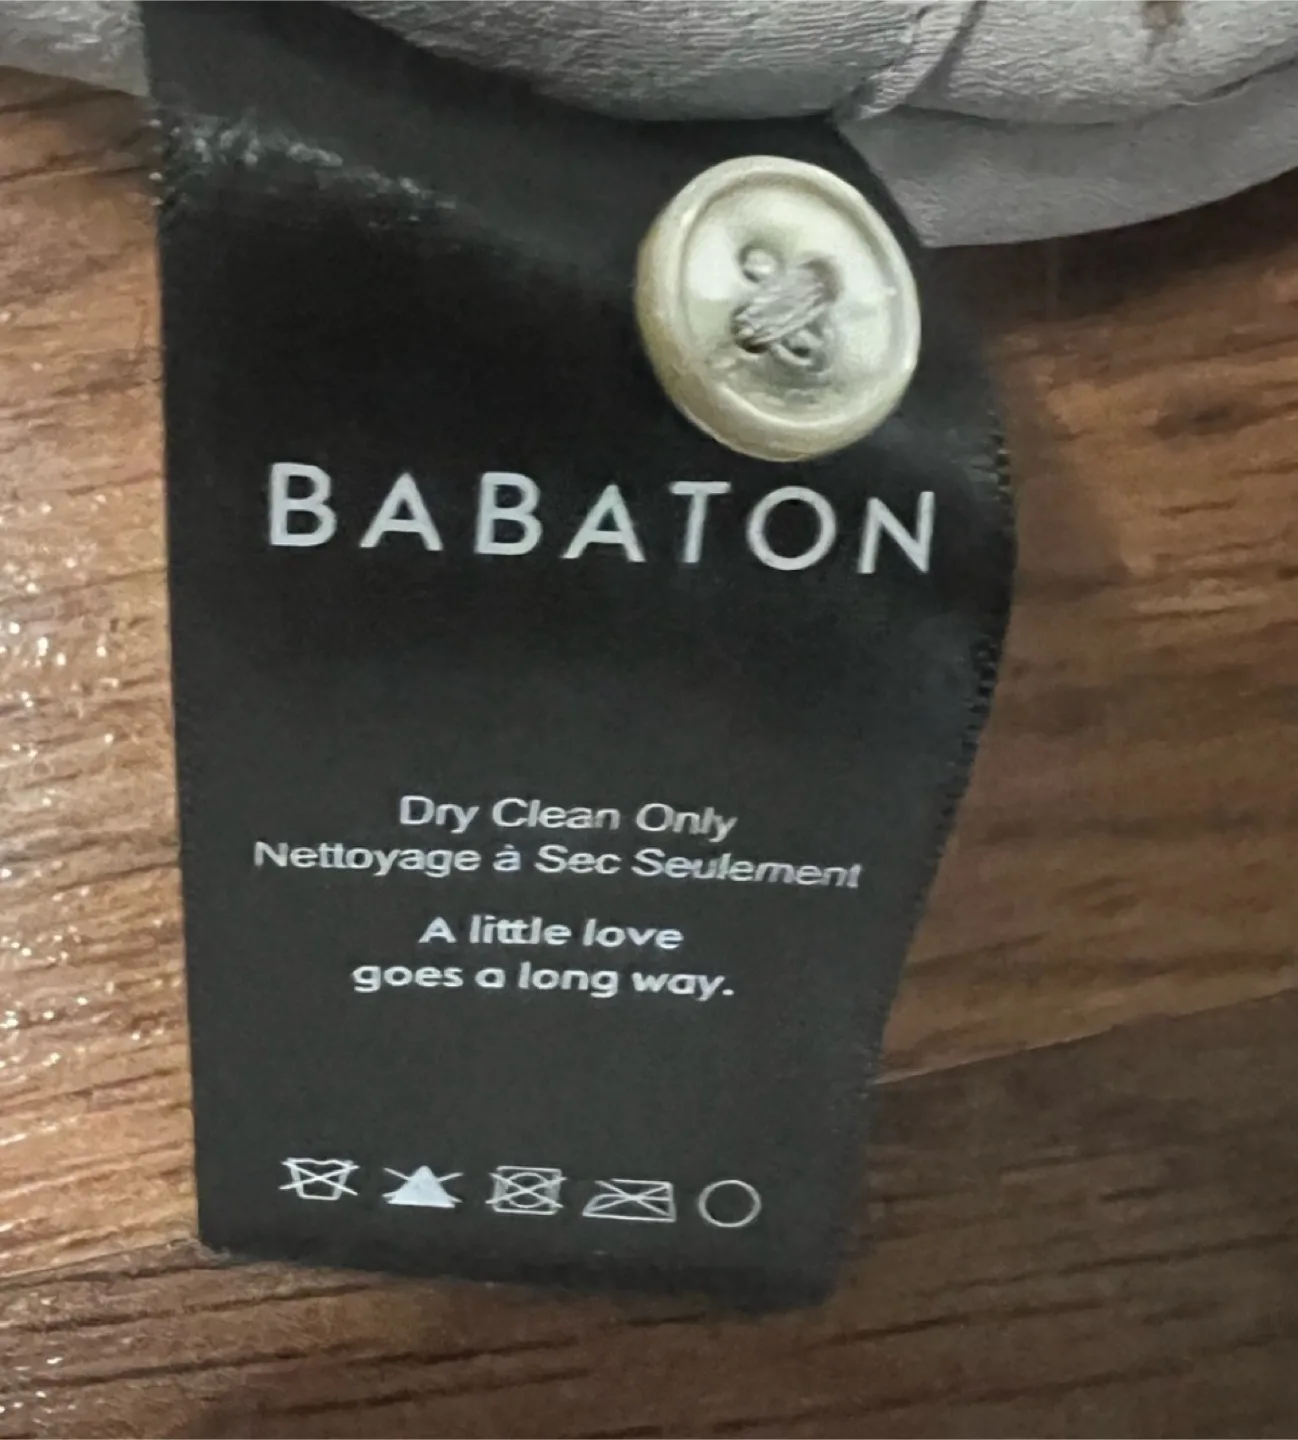 BABATON
Dry Clean Only
Nettoyage à Sec Seulement
A little love
goes a long way.